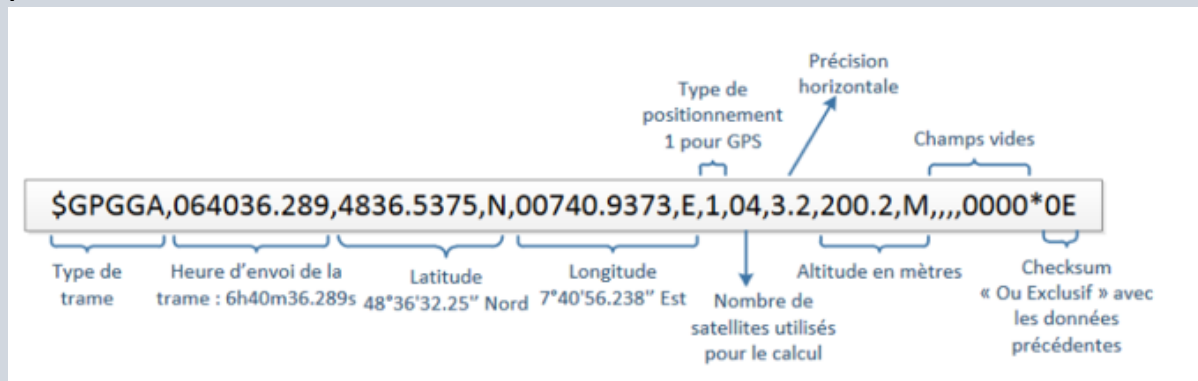 Précision
horizontale
Type de
positionnement
1 pour GPS
Champs vides
$GPGGA,064036.289,4836.5375,N,00740.9373,E,1,04,3.2,200.2,M,,,,0000*0E
Type de
trame
Heure d'envoi de la
trame : 6h40m36.289s
Latitude
48°36'32.25" Nord
Longitude
7°40'56.238" Est
Nombre de
satellites utilisés
pour le calcul
Altitude en mètres
Checksum
« Ou Exclusif » avec
les données
précédentes